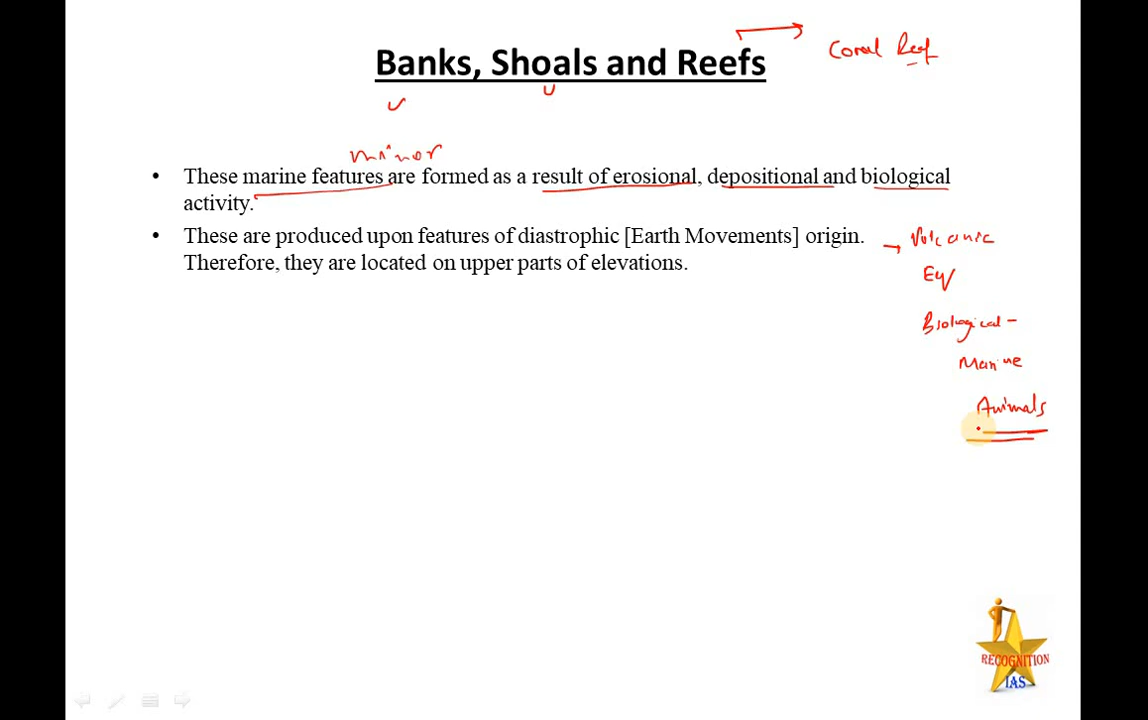 Coral Reef
Banks, Shoals and Reefs
minor
• These marine features are formed as a result of erosional, depositional and biological
activity.
• These are produced upon features of diastrophic [Earth Movements] origin.
Therefore, they are located on upper parts of elevations.
Volcanic
Biological -
Marine
Animals
RECOGNITION
IAS